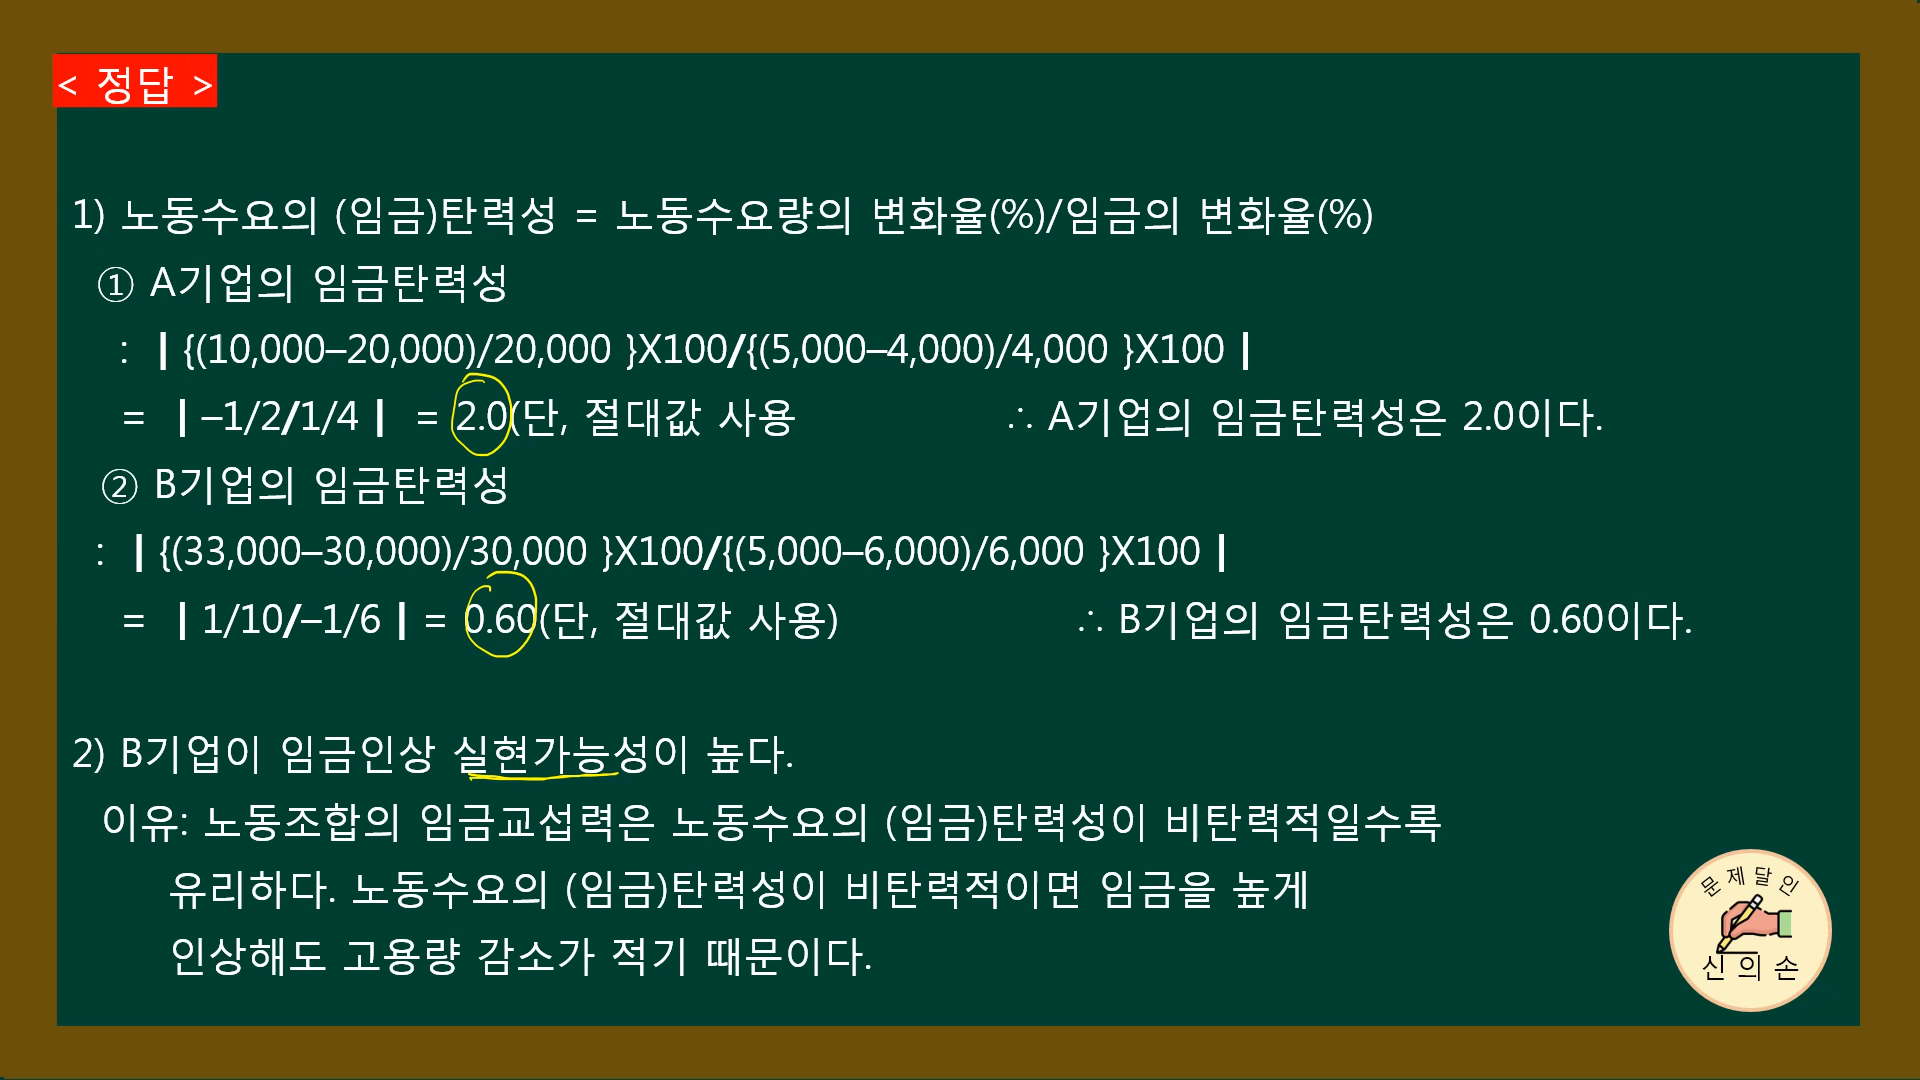 < 정답 >
1) 노동수요의 (임금)탄력성 = 노동수요량의 변화율(%)/임금의 변화율(%)
① A기업의 임금탄력성
: ┃{(10,000–20,000)/20,000 }X100/{(5,000–4,000)/4,000 }X100┃
= ┃–1/2/1/4┃ = 2.0(단, 절대값 사용 ∴ A기업의 임금탄력성은 2.0이다.
② B기업의 임금탄력성
: ┃{(33,000–30,000)/30,000 }X100/{(5,000–6,000)/6,000 }X100┃
= ┃1/10/–1/6┃= 0.60(단, 절대값 사용) ∴ B기업의 임금탄력성은 0.60이다.
2) B기업이 임금인상 실현가능성이 높다.
이유: 노동조합의 임금교섭력은 노동수요의 (임금)탄력성이 비탄력적일수록
유리하다. 노동수요의 (임금)탄력성이 비탄력적이면 임금을 높게
인상해도 고용량 감소가 적기 때문이다.
문제달인
신의손